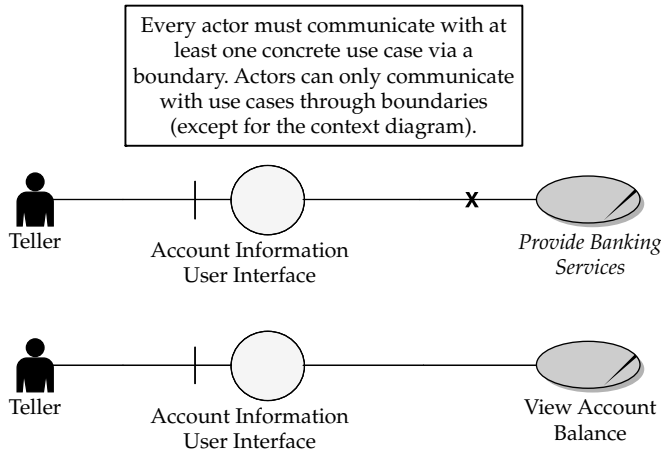 Every actor must communicate with at
least one concrete use case via a
boundary. Actors can only communicate
with use cases through boundaries
(except for the context diagram).
X
Teller
Account Information
User Interface
Provide Banking
Services
Teller
Account Information
User Interface
View Account
Balance